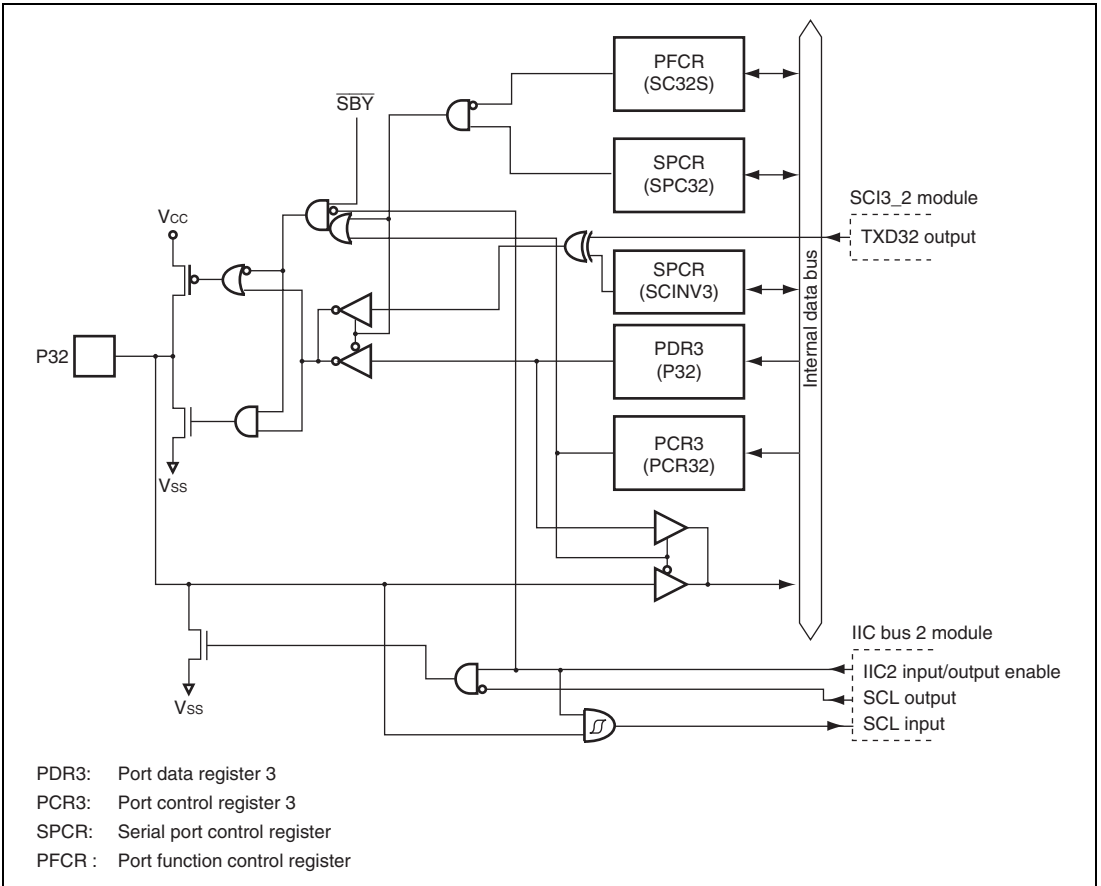 PFCR
(SC32S)
SBY
SPCR
(SPC32)
SCI3_2 module
VCC
TXD32 output
SPCR
(SCINV3)
Internal data bus
P32
PDR3
(P32)
PCR3
(PCR32)
VSS
IIC bus 2 module
IIC2 input/output enable
SCL output
SCL input
VSS
PDR3: Port data register 3
PCR3: Port control register 3
SPCR: Serial port control register
PFCR : Port function control register